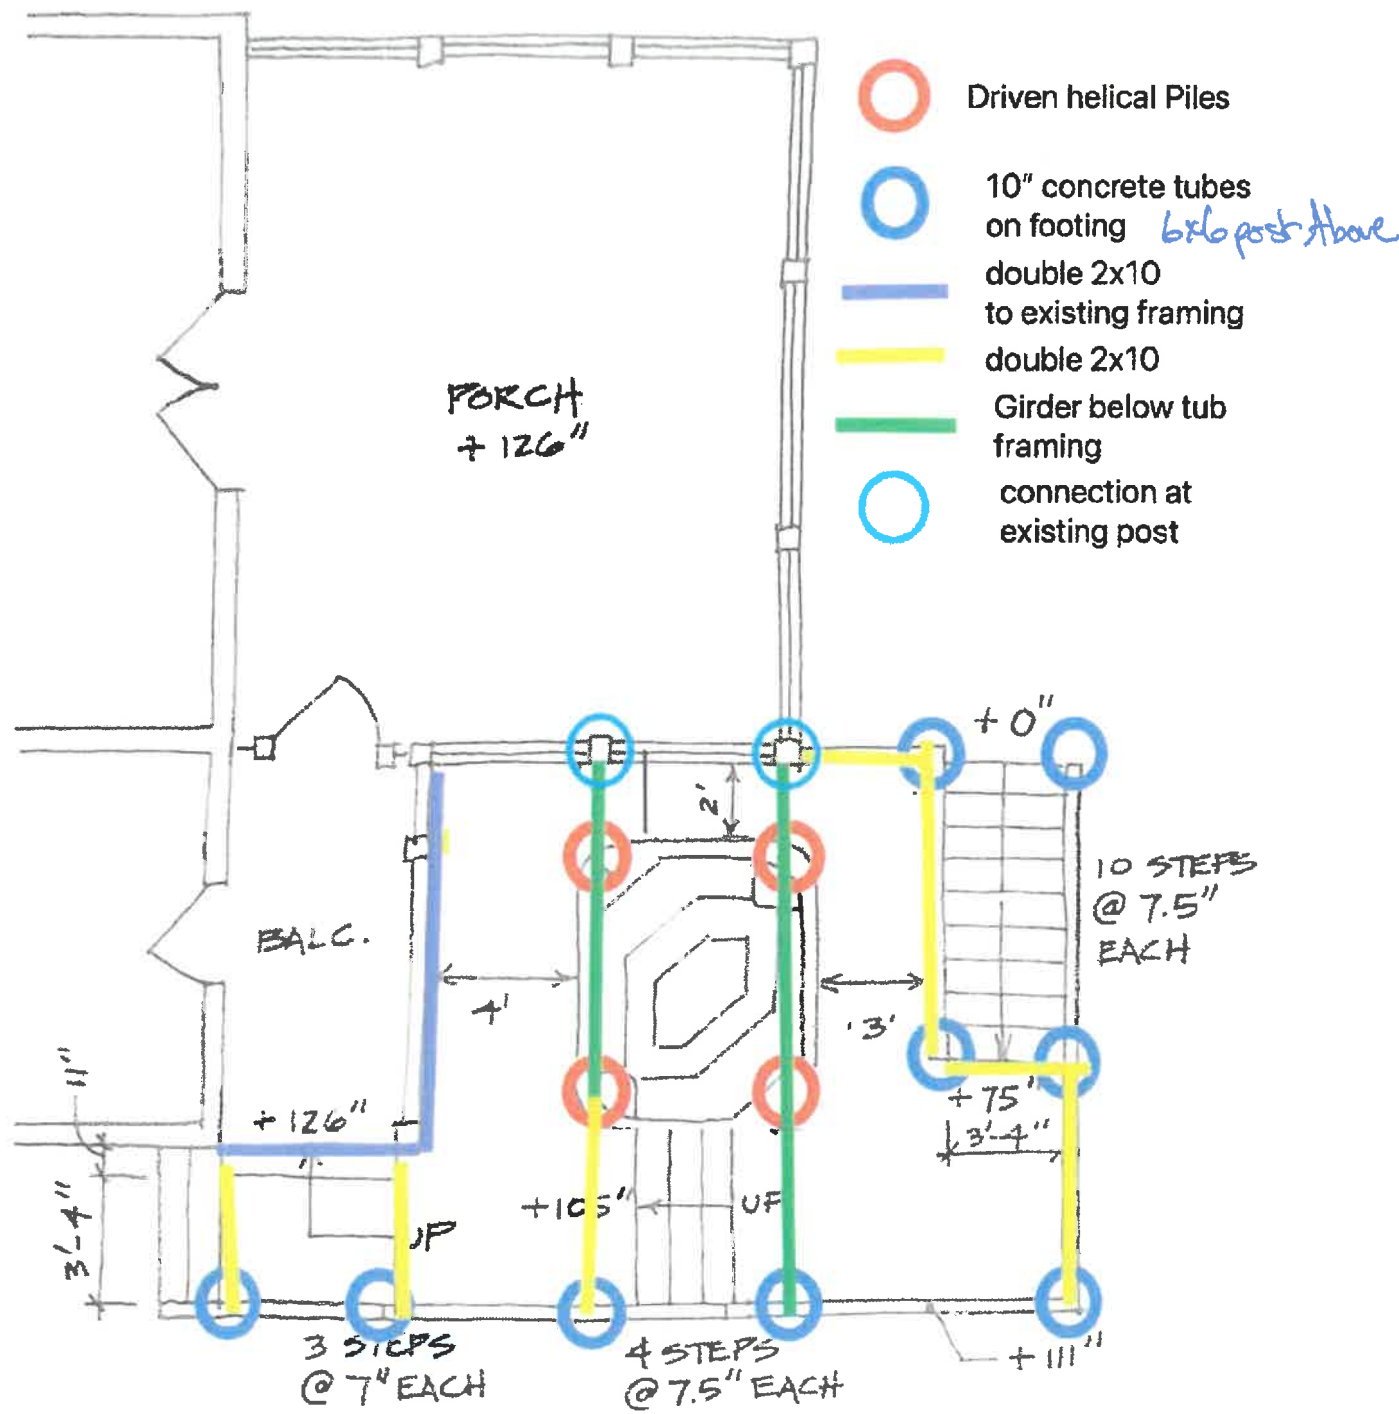 Driven helical Piles
10" concrete tubes
on footing 6x6 post Above
double 2x10
to existing framing
double 2x10
Girder below tub
framing
connection at
existing post
PORCH
+ 126"
+ 0"
2'
10 STEPS
@ 7.5"
EACH
BALC.
4'
3'
11"
+ 126"
+ 75"
3'-4"
3'-4"
+105"
UP
UP
3 STEPS
@ 7" EACH
4 STEPS
@ 7.5" EACH
+ 111"